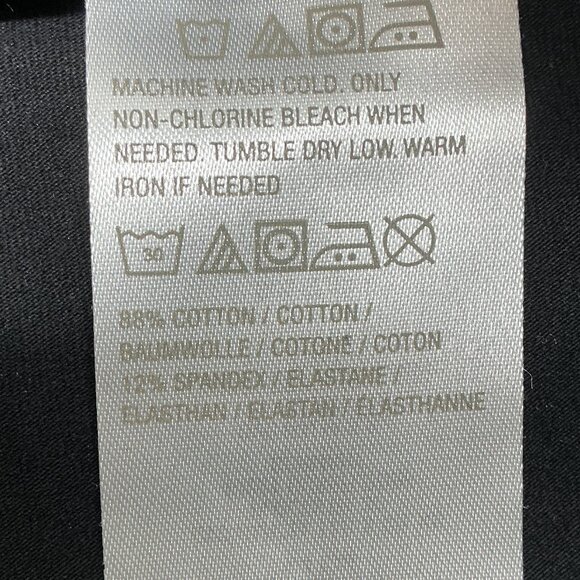 MACHINE WASH COLD. ONLY
NON-CHLORINE BLEACH WHEN
NEEDED. TUMBLE DRY LOW. WARM
IRON IF NEEDED
30
88% COTTON / COTTON /
BAUMWOLLE / COTONE / COTON
12% SPANDEX / ELASTANE /
ELASTHAN / ELASTAN / ELASTHANNE